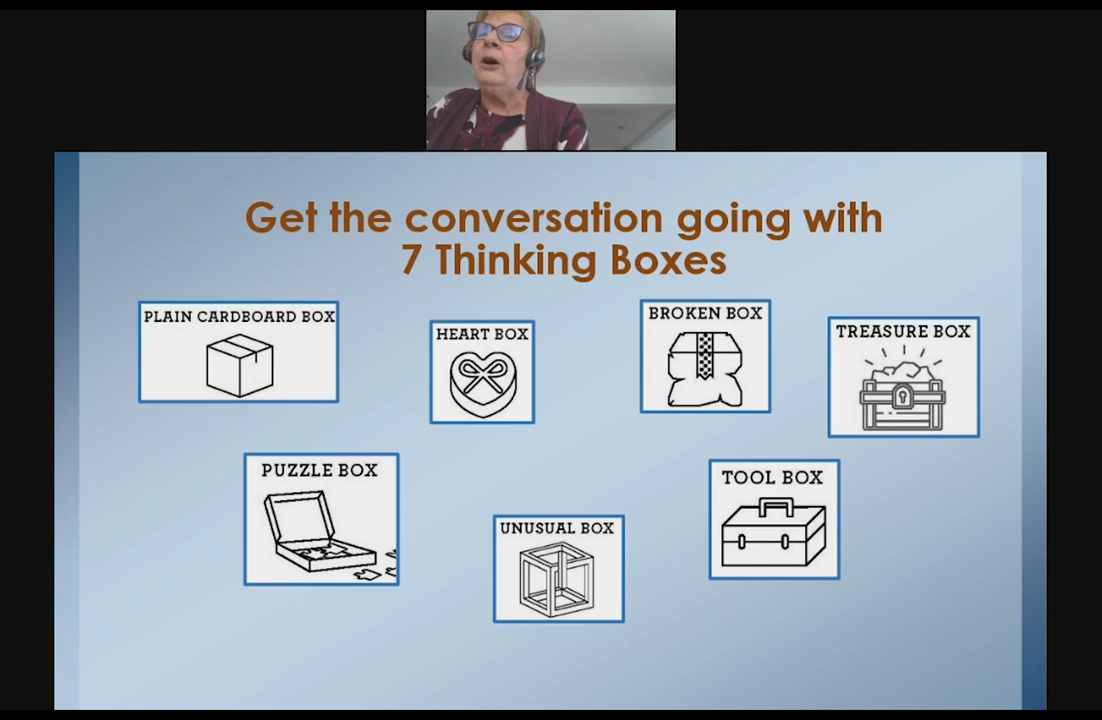 Get the conversation going with
7 Thinking Boxes
PLAIN CARDBOARD BOX
HEART BOX
BROKEN BOX
TREASURE BOX
PUZZLE BOX
UNUSUAL BOX
TOOL BOX